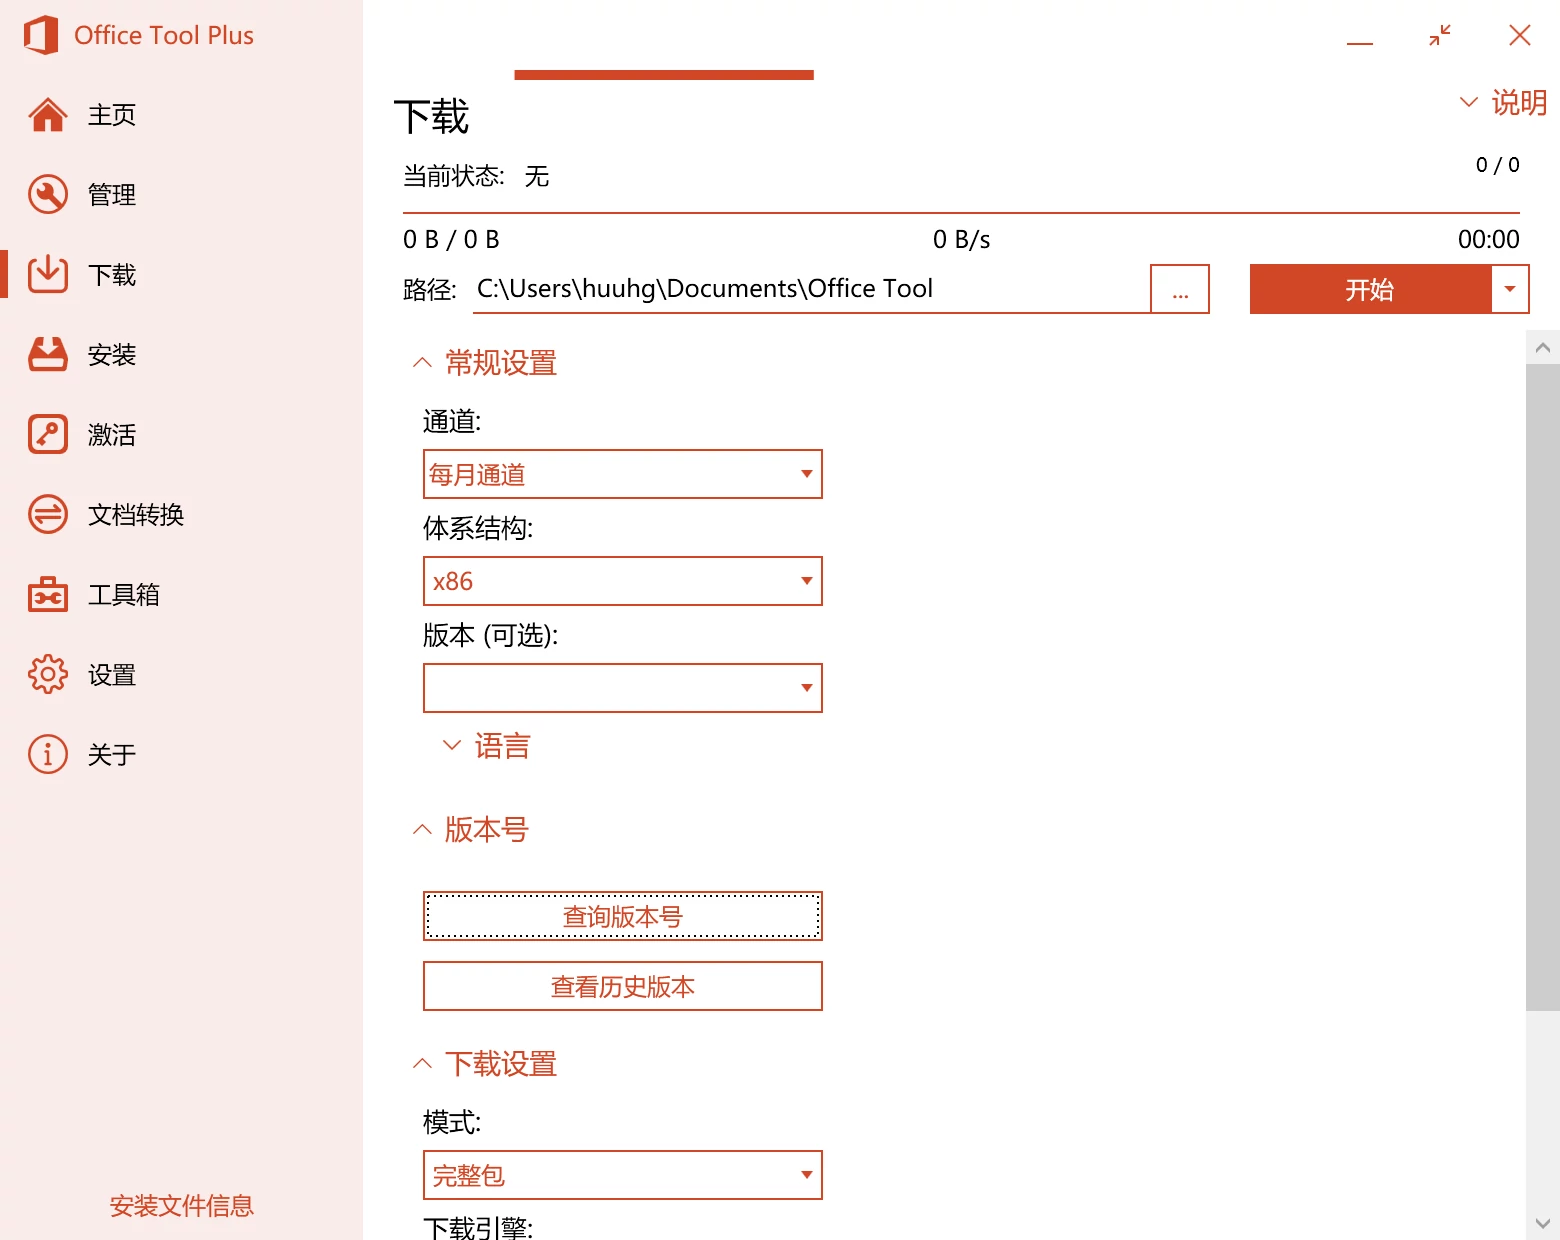 Office Tool Plus
主页
管理
下载
安装
激活
文档转换
工具箱
设置
关于
安装文件信息
下载
说明
当前状态: 无
0 / 0
0 B / 0 B
0 B/s
00:00
路径: C:\Users\huuhg\Documents\Office Tool
...
开始
常规设置
通道:
每月通道
体系结构:
x86
版本 (可选):
语言
版本号
查询版本号
查看历史版本
下载设置
模式:
完整包
下载引擎: